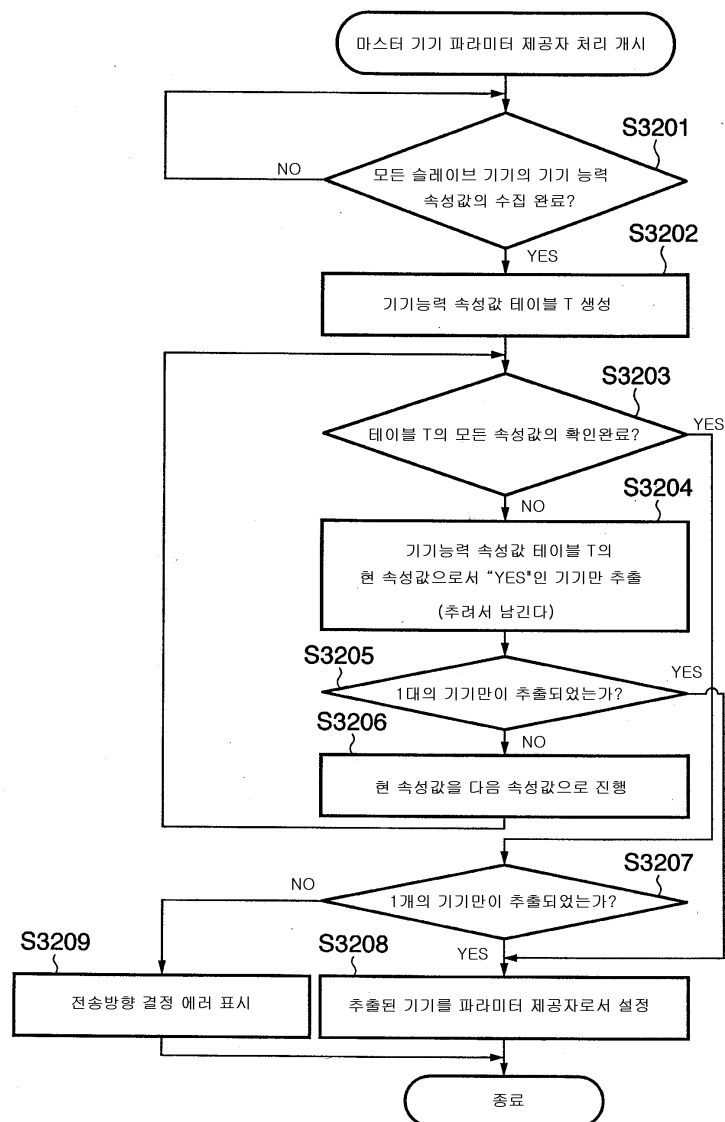 마스터 기기 파라미터 제공자 처리 개시
S3201
NO
모든 슬레이브 기기의 기기 능력
속성값의 수집 완료?
YES
S3202
기기능력 속성값 테이블 T 생성
S3203
YES
테이블 T의 모든 속성값의 확인완료?
NO
S3204
기기능력 속성값 테이블 T의
현 속성값으로서 “YES"인 기기만 추출
(추려서 남긴다)
S3205
YES
1대의 기기만이 추출되었는가?
NO
S3206
현 속성값을 다음 속성값으로 진행
S3207
NO
1개의 기기만이 추출되었는가?
YES
S3209
S3208
전송방향 결정 에러 표시
추출된 기기를 파라미터 제공자로서 설정
종료